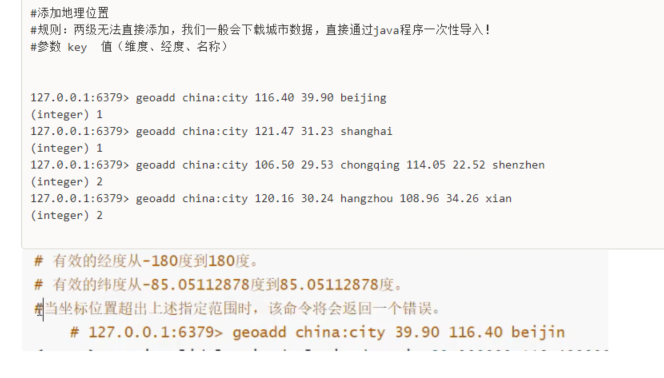 #添加地理位置
#规则：两级无法直接添加，我们一般会下载城市数据，直接通过java程序一次性导入！
#参数 key 值（维度、经度、名称）
127.0.0.1:6379> geoadd china:city 116.40 39.90 beijing
(integer) 1
127.0.0.1:6379> geoadd china:city 121.47 31.23 shanghai
(integer) 1
127.0.0.1:6379> geoadd china:city 106.50 29.53 chongqing 114.05 22.52 shenzhen
(integer) 2
127.0.0.1:6379> geoadd china:city 120.16 30.24 hangzhou 108.96 34.26 xian
(integer) 2
# 有效的经度从-180度到180度。
# 有效的纬度从-85.05112878度到85.05112878度。
#当坐标位置超出上述指定范围时，该命令将会返回一个错误。
# 127.0.0.1:6379> geoadd china:city 39.90 116.40 beijin